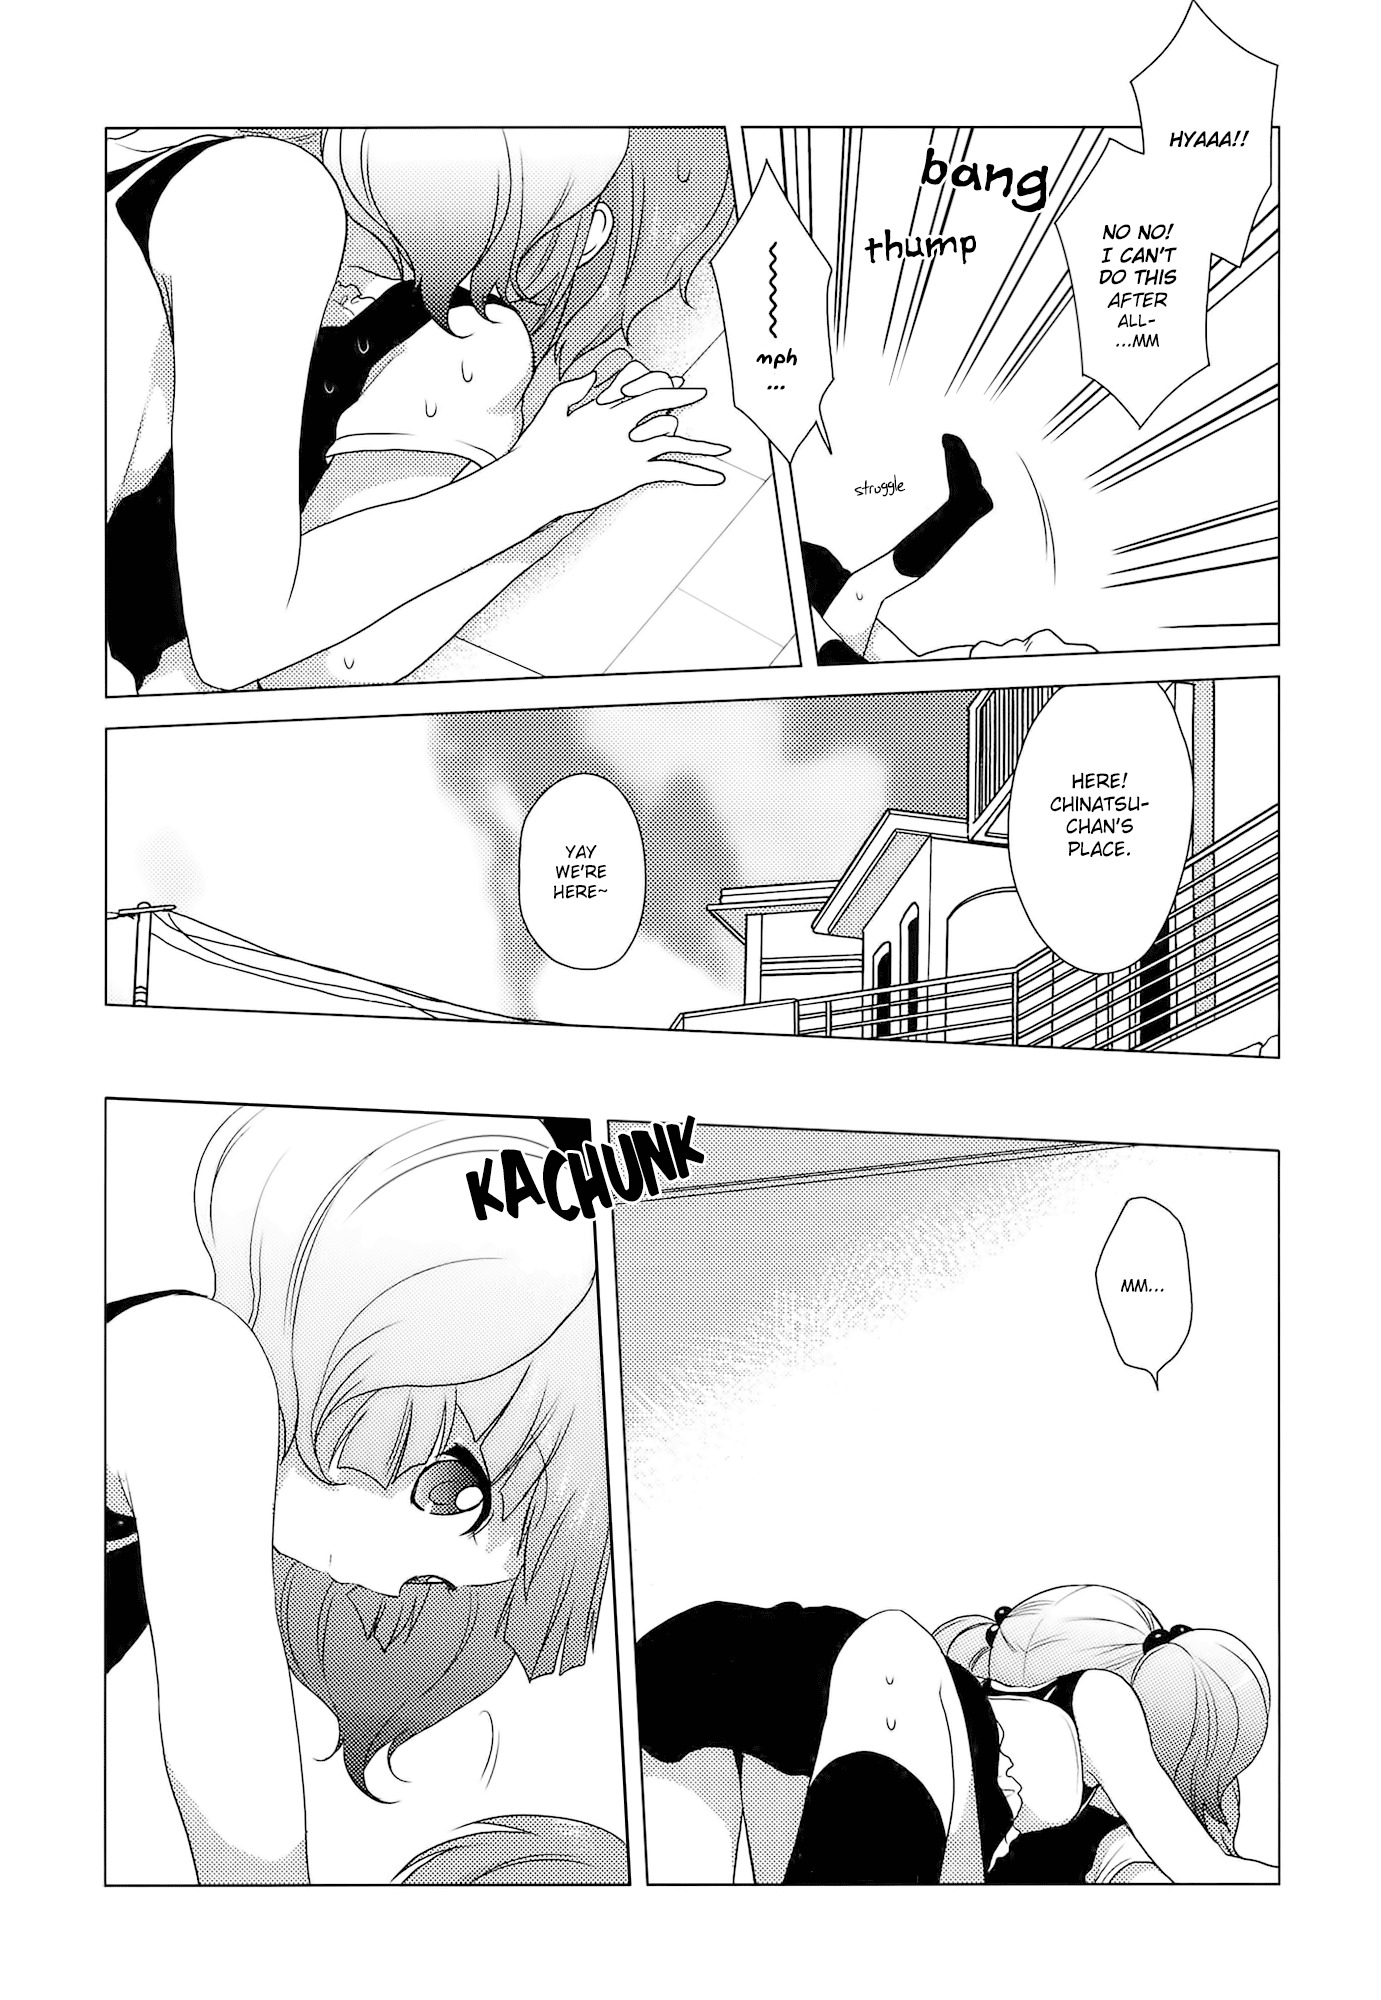 HYAAA!!
NO NO!
I CAN'T
DO THIS
AFTER
ALL-
...MM
bang
thump
struggle
mph
...
HERE!
CHINATSU-
CHAN'S
PLACE.
YAY
WE'RE
HERE~
MM...
KACHUNK